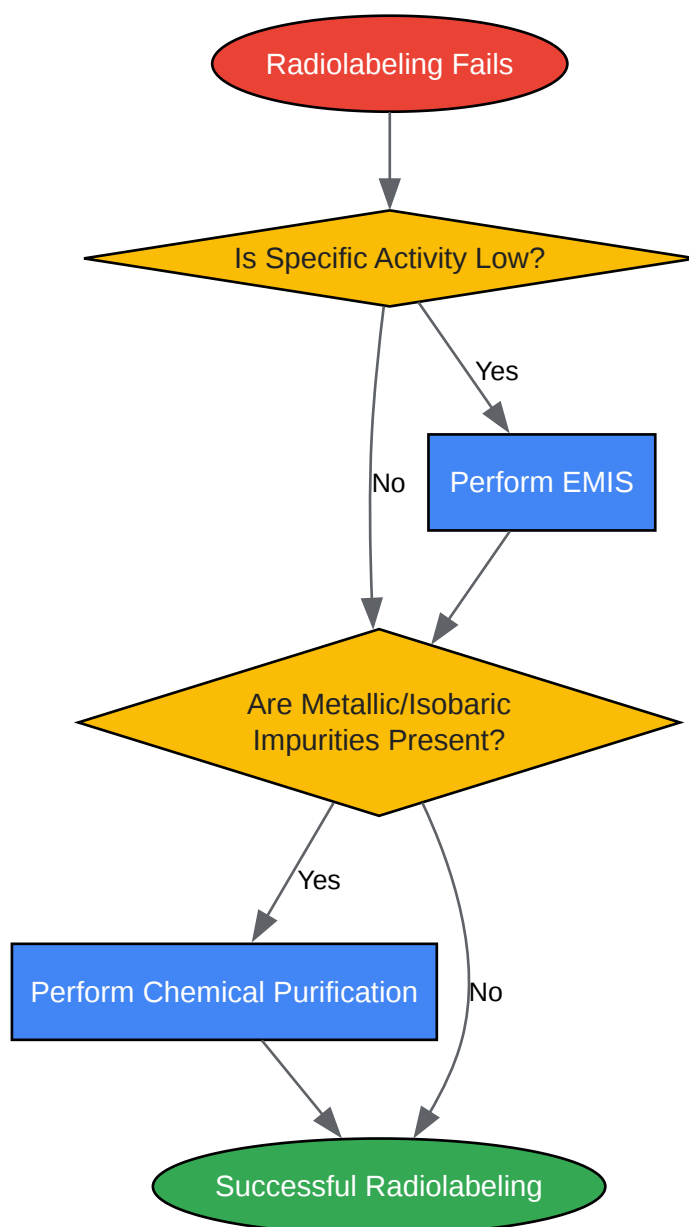 Radiolabeling Fails
Is Specific Activity Low?
Yes
Perform EMIS
No
Are Metallic/Isobaric
Impurities Present?
Yes
Perform Chemical Purification
No
Successful Radiolabeling